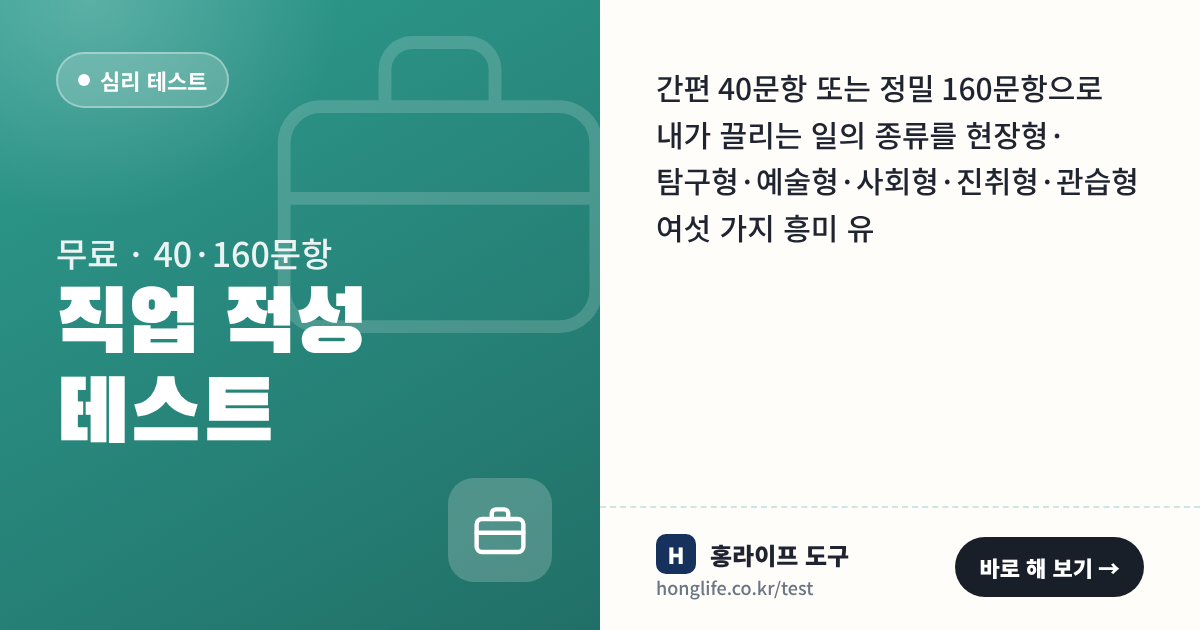 심리 테스트
무료 · 40·160문항
직업 적성
테스트
간편 40문항 또는 정밀 160문항으로
내가 끌리는 일의 종류를 현장형·
탐구형·예술형·사회형·진취형·관습형
여섯 가지 흥미 유
H 홍라이프 도구
honglife.co.kr/test
바로 해 보기 →